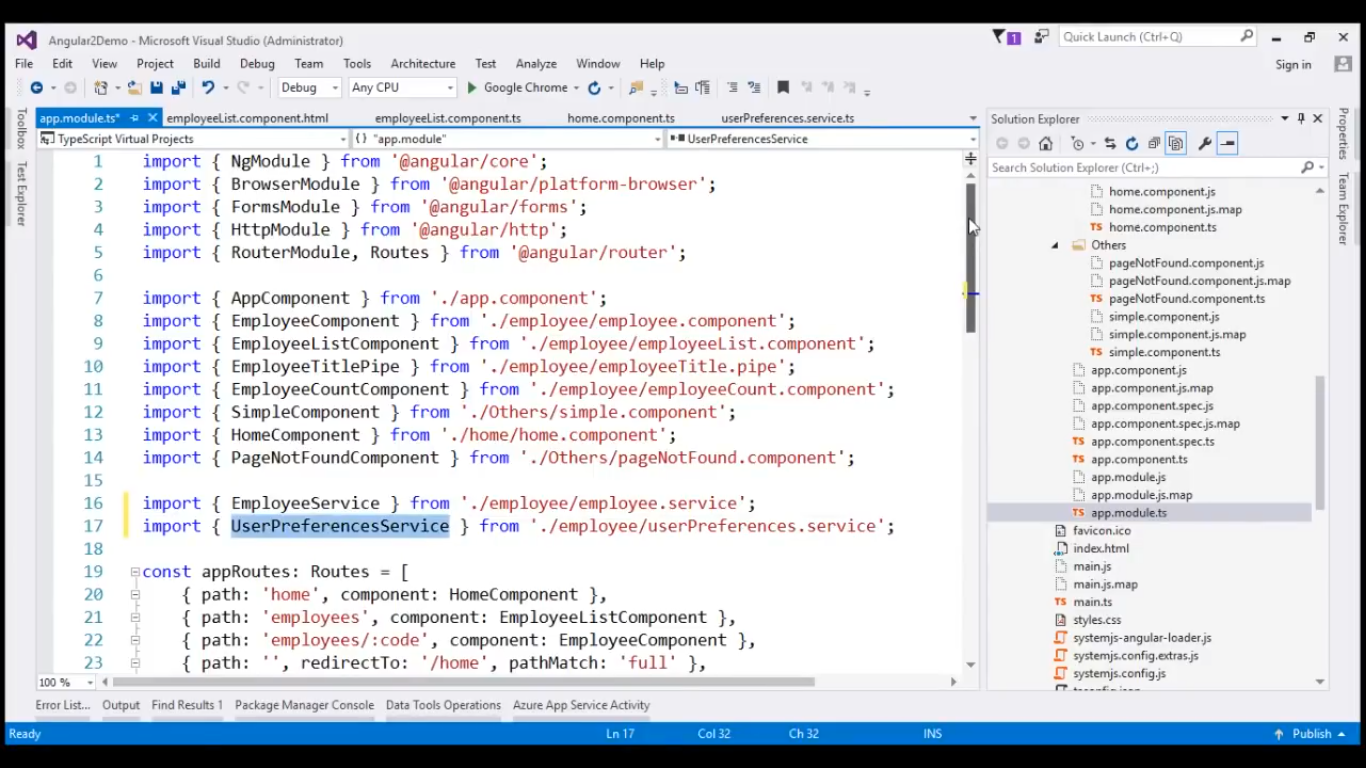 Angular2Demo - Microsoft Visual Studio (Administrator)
1
Quick Launch (Ctrl+Q)
File Edit View Project Build Debug Team Tools Architecture Test Analyze Window Help
Sign in
Debug Any CPU Google Chrome
Toolbox
Test Explorer
app.module.ts* employeeList.component.html employeeList.component.ts home.component.ts userPreferences.service.ts
TypeScript Virtual Projects {} "app.module" UserPreferencesService
1 import { NgModule } from '@angular/core';
2 import { BrowserModule } from '@angular/platform-browser';
3 import { FormsModule } from '@angular/forms';
4 import { HttpModule } from '@angular/http';
5 import { RouterModule, Routes } from '@angular/router';
6
7 import { AppComponent } from './app.component';
8 import { EmployeeComponent } from './employee/employee.component';
9 import { EmployeeListComponent } from './employee/employeeList.component';
10 import { EmployeeTitlePipe } from './employee/employeeTitle.pipe';
11 import { EmployeeCountComponent } from './employee/employeeCount.component';
12 import { SimpleComponent } from './Others/simple.component';
13 import { HomeComponent } from './home/home.component';
14 import { PageNotFoundComponent } from './Others/pageNotFound.component';
15
16 import { EmployeeService } from './employee/employee.service';
17 import { UserPreferencesService } from './employee/userPreferences.service';
18
19 const appRoutes: Routes = [
20 { path: 'home', component: HomeComponent },
21 { path: 'employees', component: EmployeeListComponent },
22 { path: 'employees/:code', component: EmployeeComponent },
23 { path: '', redirectTo: '/home', pathMatch: 'full' },
100 %
Solution Explorer
Search Solution Explorer (Ctrl+;)
home.component.js
home.component.js.map
TS home.component.ts
Others
pageNotFound.component.js
pageNotFound.component.js.map
TS pageNotFound.component.ts
simple.component.js
simple.component.js.map
TS simple.component.ts
app.component.js
app.component.js.map
app.component.spec.js
app.component.spec.js.map
TS app.component.spec.ts
TS app.component.ts
app.module.js
app.module.js.map
TS app.module.ts
favicon.ico
index.html
main.js
main.js.map
TS main.ts
styles.css
systemjs-angular-loader.js
systemjs.config.extras.js
systemjs.config.js
Properties
Team Explorer
Error List... Output Find Results 1 Package Manager Console Data Tools Operations Azure App Service Activity
Ready Ln 17 Col 32 Ch 32 INS Publish